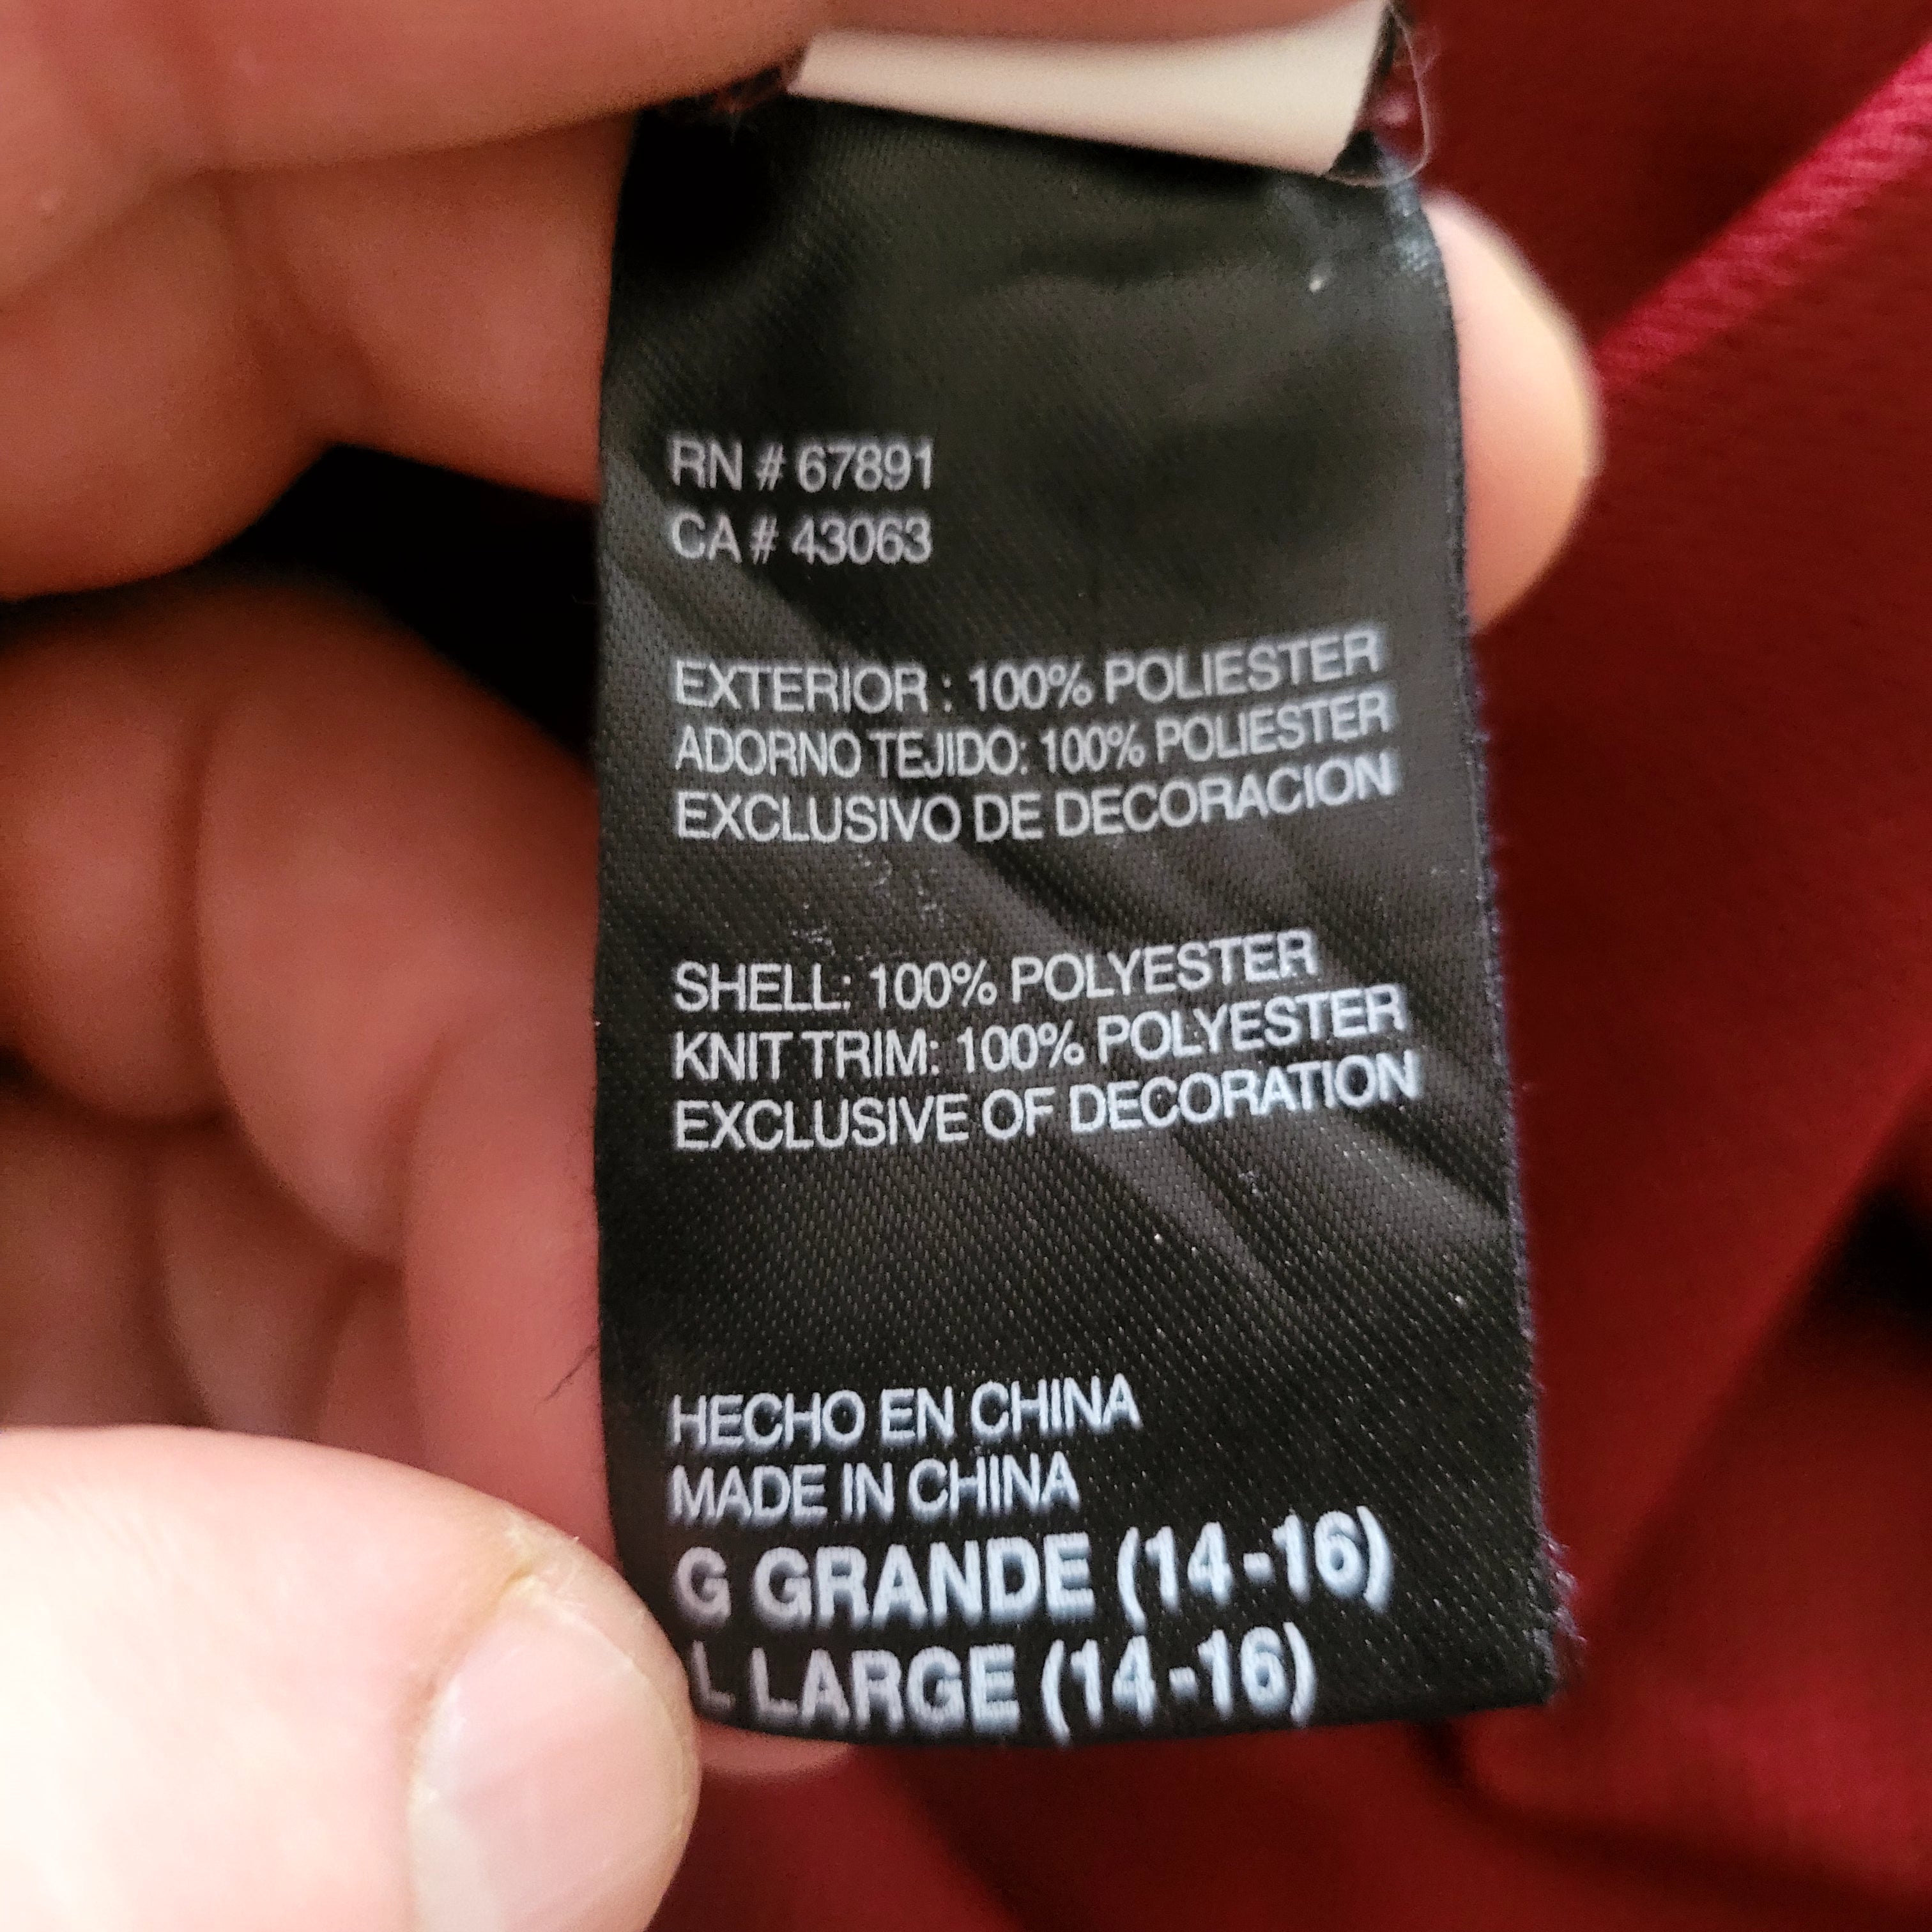 RN # 67891
CA # 43063
EXTERIOR : 100% POLIESTER
ADORNO TEJIDO: 100% POLIESTER
EXCLUSIVO DE DECORACION
SHELL: 100% POLYESTER
KNIT TRIM: 100% POLYESTER
EXCLUSIVE OF DECORATION
HECHO EN CHINA
MADE IN CHINA
G GRANDE (14-16)
L LARGE (14-16)